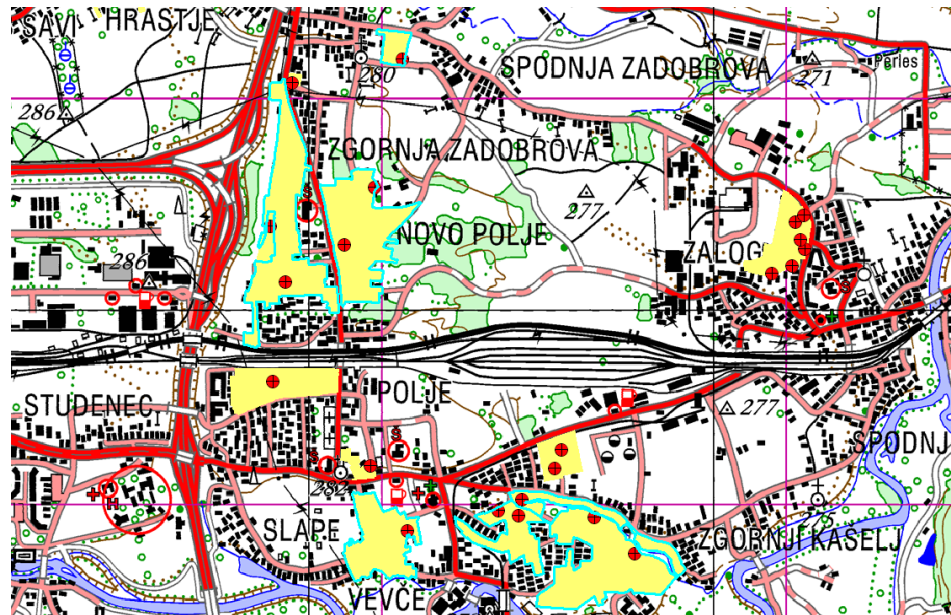 SAVI
HRASTJE
280
SPODNJA ZADOBROVA
271
Perles
286
ZGORNJA ZADOBROVA
277
NOVO POLJE
ZALOG
286
POLJE
STUDENEC
277
SPODNJ
282
SLAPE
ZGORNJI KAŠELJ
VEVČE